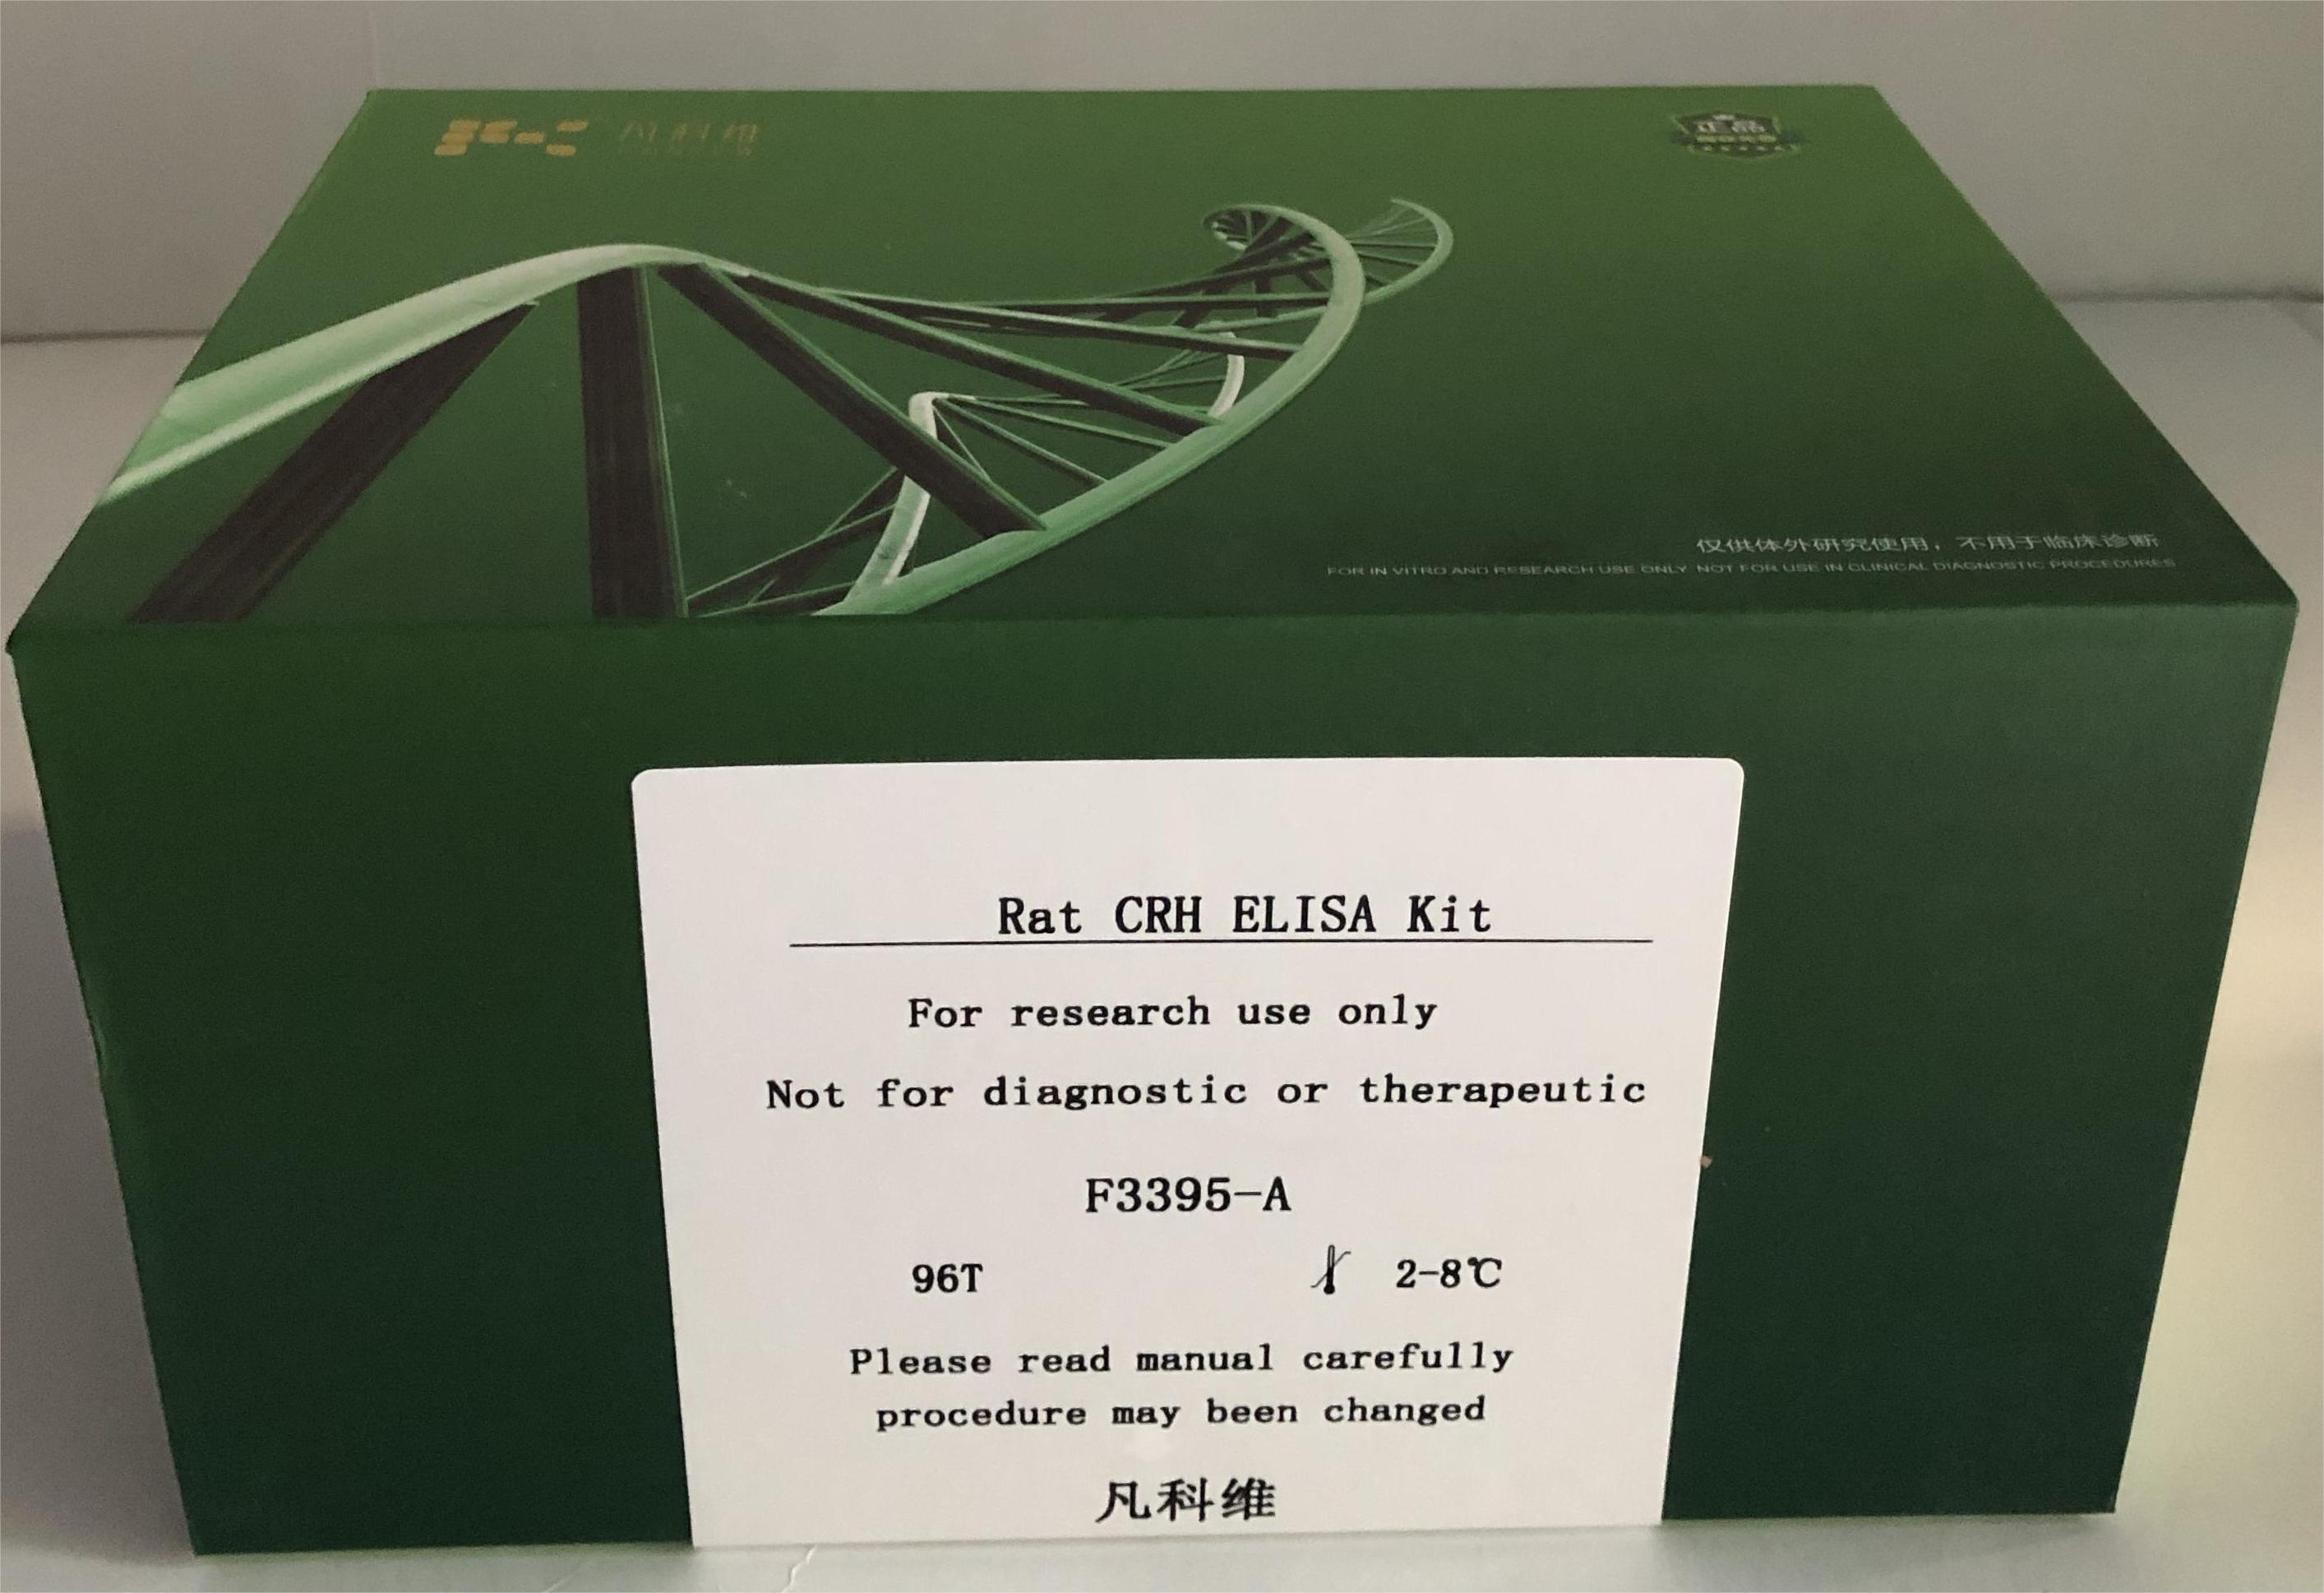 凡科维
正品
仅供体外研究使用，不用于临床诊断
FOR IN VITRO AND RESEARCH USE ONLY NOT FOR USE IN CLINICAL DIAGNOSTIC PROCEDURES
Rat CRH ELISA Kit
For research use only
Not for diagnostic or therapeutic
F3395-A
96T 2-8℃
Please read manual carefully
procedure may been changed
凡科维